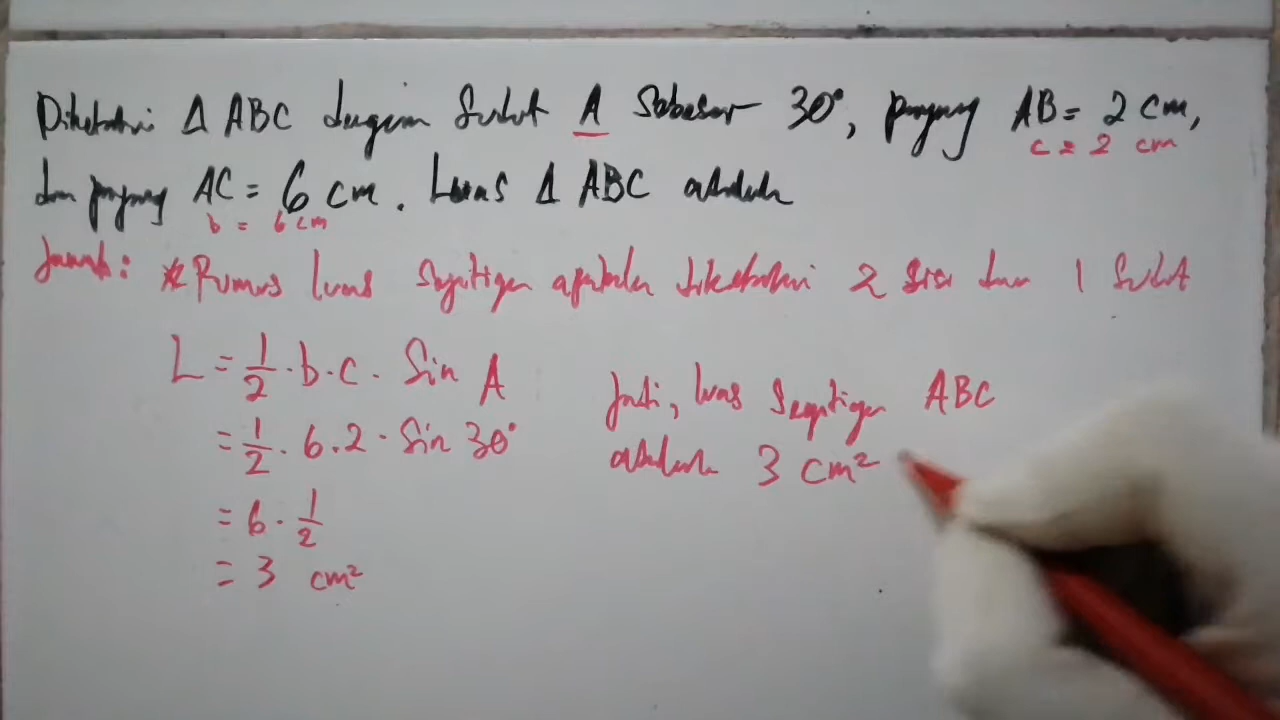 Diketahui Δ ABC dengan Sudut A Sebesar 30°, panjang AB = 2 cm,
c = 2 cm
dan panjang AC = 6 cm. Luas Δ ABC adalah
b = 6 cm
Jawab: * Rumus luas Segitiga apabila diketahui 2 sisi dan 1 Sudut
L = 1/2 · b · c · Sin A
= 1/2 · 6 · 2 · Sin 30°
= 6 · 1/2
= 3 cm²
Jadi, luas Segitiga ABC
adalah 3 cm²